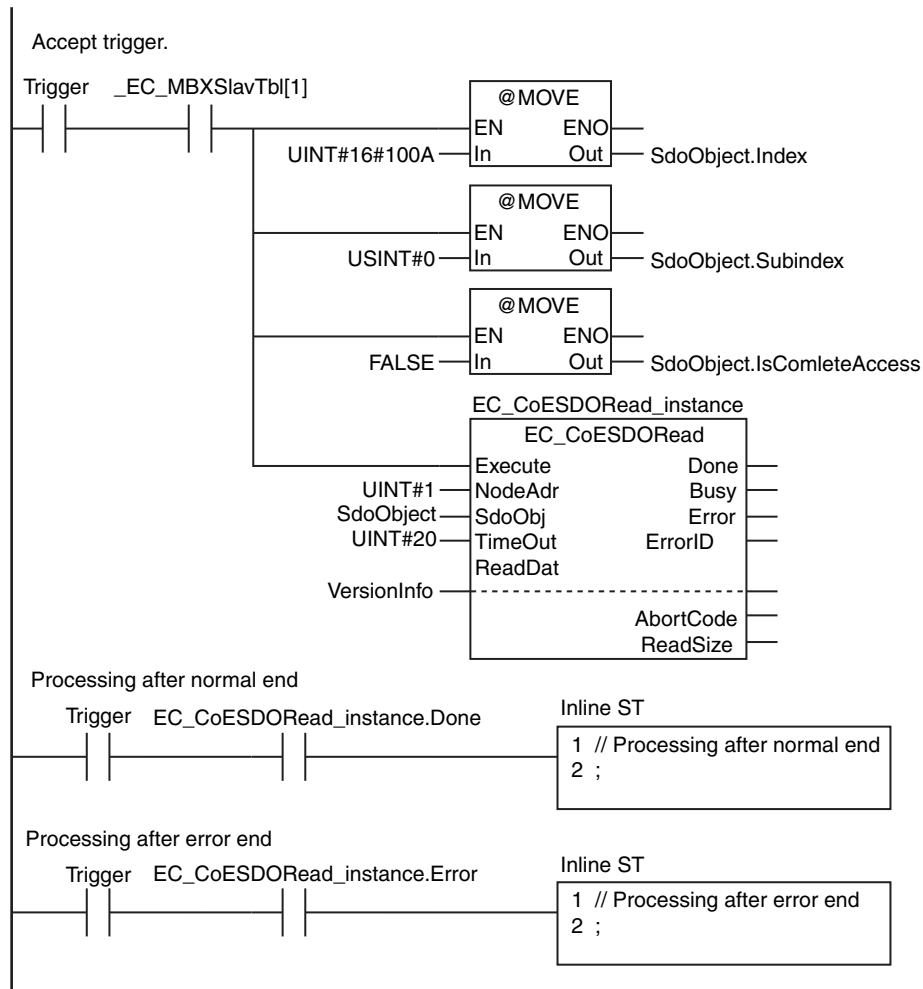 Accept trigger.
Trigger _EC_MBXSlavTbl[1]
@MOVE
EN ENO
UINT#16#100A In Out SdoObject.Index
@MOVE
EN ENO
USINT#0 In Out SdoObject.Subindex
@MOVE
EN ENO
FALSE In Out SdoObject.IsComleteAccess
EC_CoESDORead_instance
EC_CoESDORead
Execute Done
UINT#1 NodeAdr Busy
SdoObject SdoObj Error
UINT#20 TimeOut ErrorID
ReadDat
VersionInfo
AbortCode
ReadSize
Processing after normal end
Trigger EC_CoESDORead_instance.Done
Inline ST
1 // Processing after normal end
2 ;
Processing after error end
Trigger EC_CoESDORead_instance.Error
Inline ST
1 // Processing after error end
2 ;